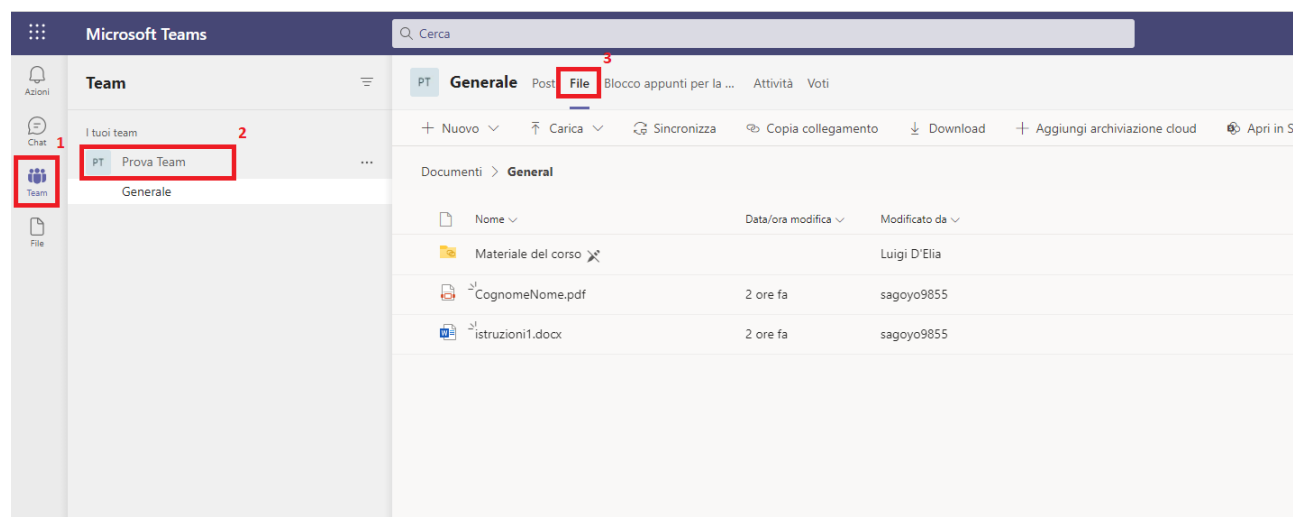 Microsoft Teams
Cerca
3
Azioni
Team
PT Generale Post File Blocco appunti per la ... Attività Voti
Chat
1
I tuoi team
2
Nuovo Carica Sincronizza Copia collegamento Download Aggiungi archiviazione cloud Apri in S
PT Prova Team ...
Documenti > General
Team
Generale
File
Nome Data/ora modifica Modificato da
Materiale del corso Luigi D'Elia
CognomeNome.pdf 2 ore fa sagoyo9855
istruzioni1.docx 2 ore fa sagoyo9855